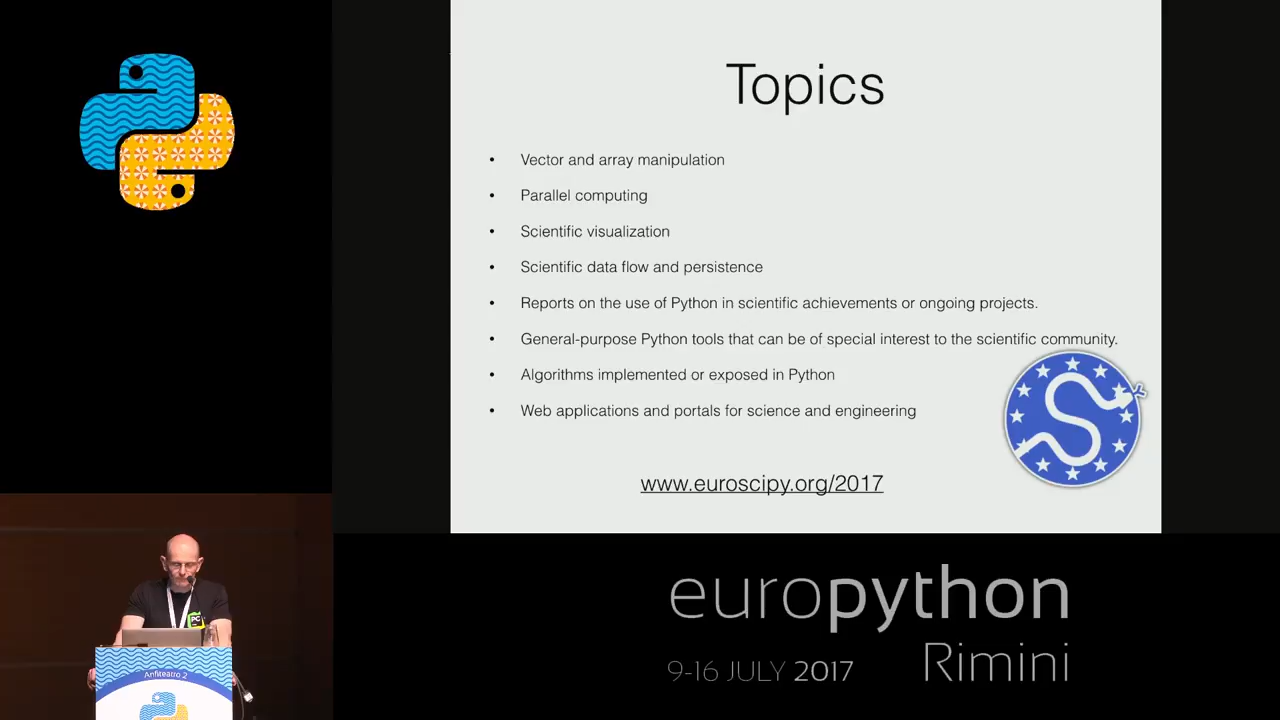 Topics
• Vector and array manipulation
• Parallel computing
• Scientific visualization
• Scientific data flow and persistence
• Reports on the use of Python in scientific achievements or ongoing projects.
• General-purpose Python tools that can be of special interest to the scientific community.
• Algorithms implemented or exposed in Python
• Web applications and portals for science and engineering
www.euroscipy.org/2017
PC
Anfiteatro 2
europython
9-16 JULY 2017 Rimini